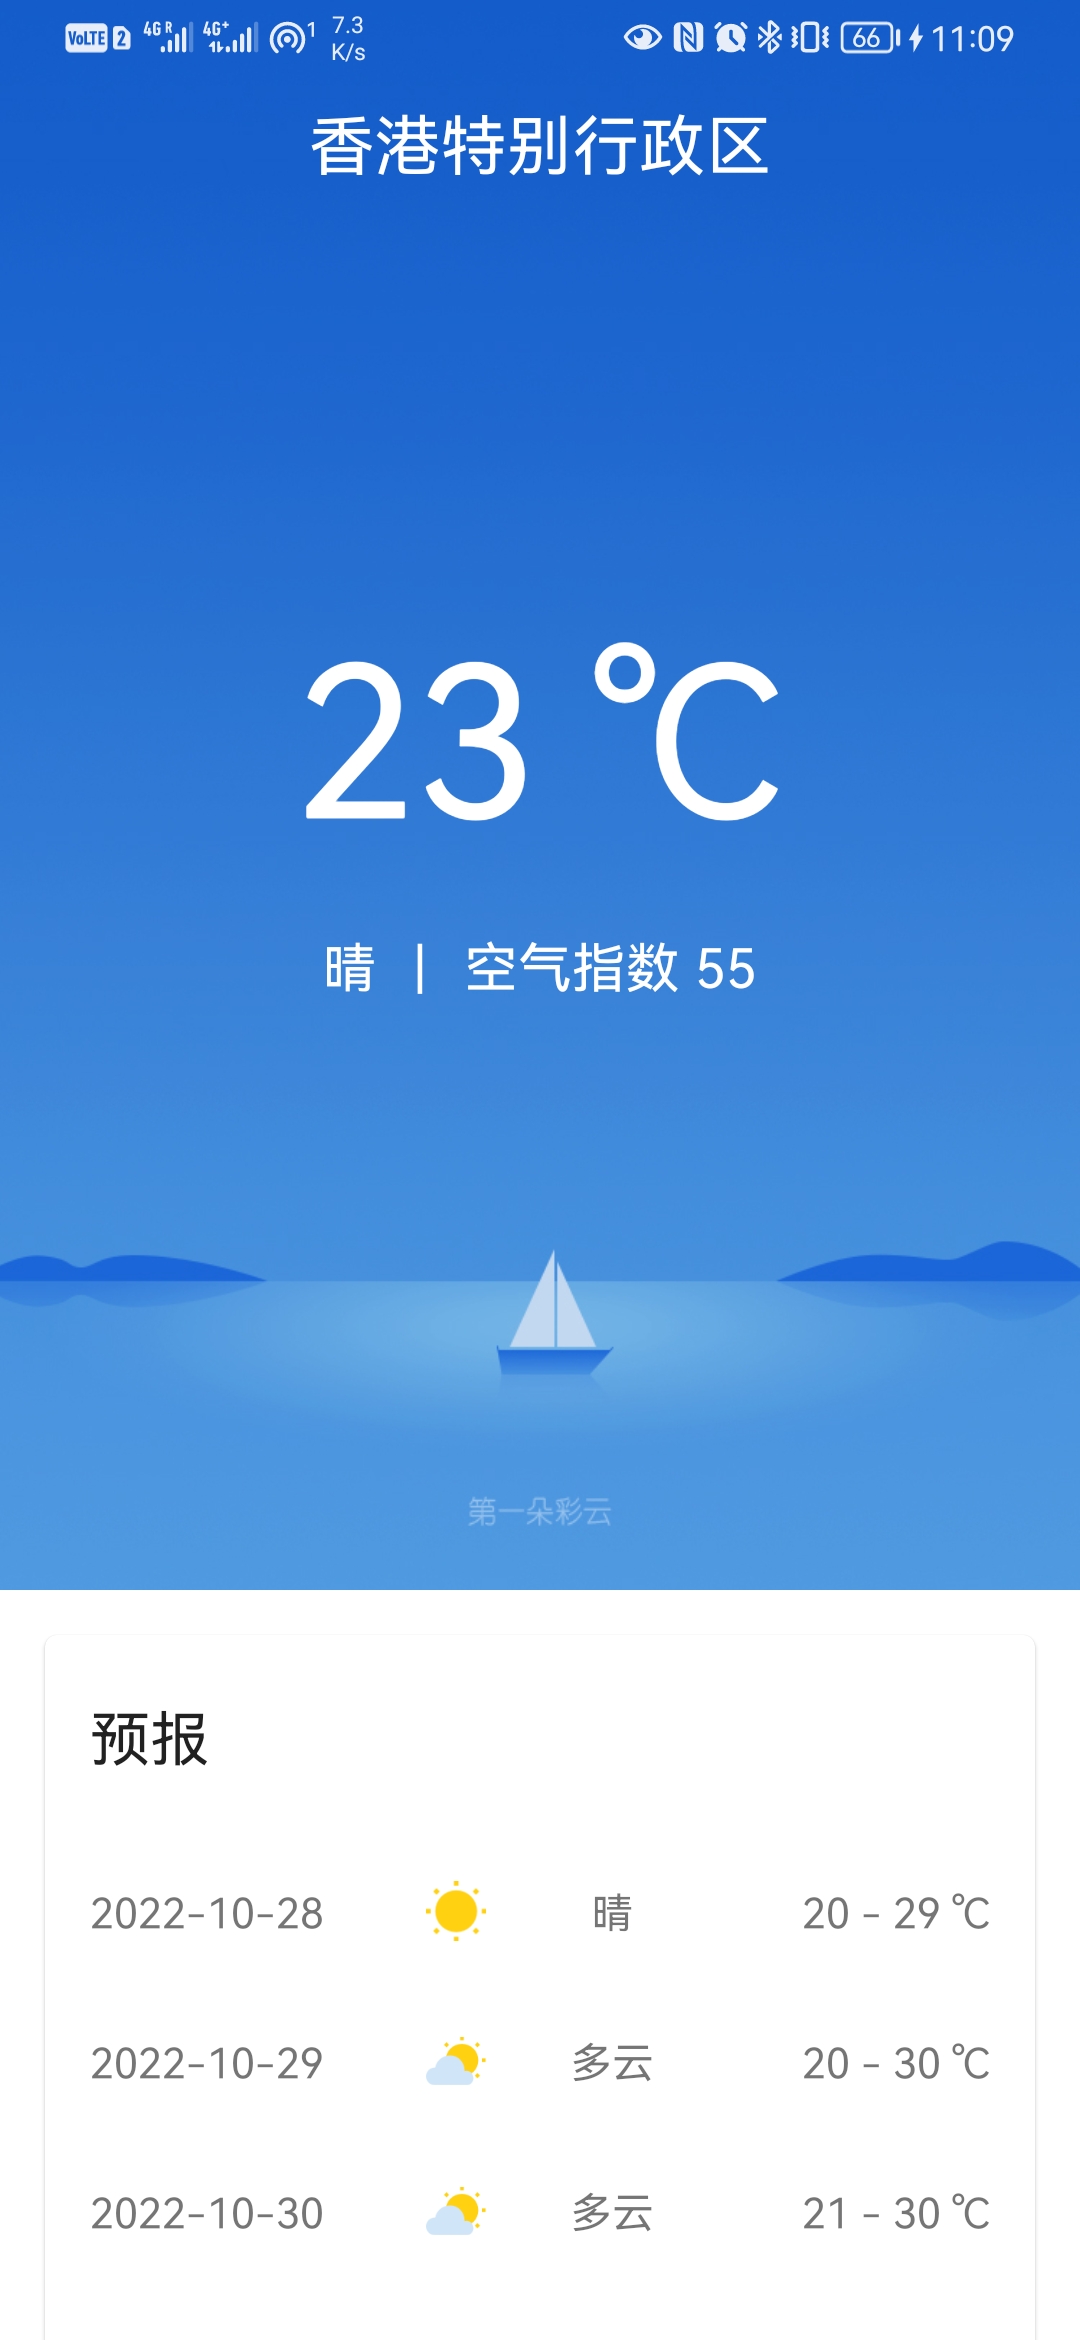 VoLTE 2 4G R 4G+ 1 7.3 K/s 66 11:09
香港特别行政区
23 ℃
晴 | 空气指数 55
第一朵彩云
预报
2022-10-28 晴 20 - 29 ℃
2022-10-29 多云 20 - 30 ℃
2022-10-30 多云 21 - 30 ℃